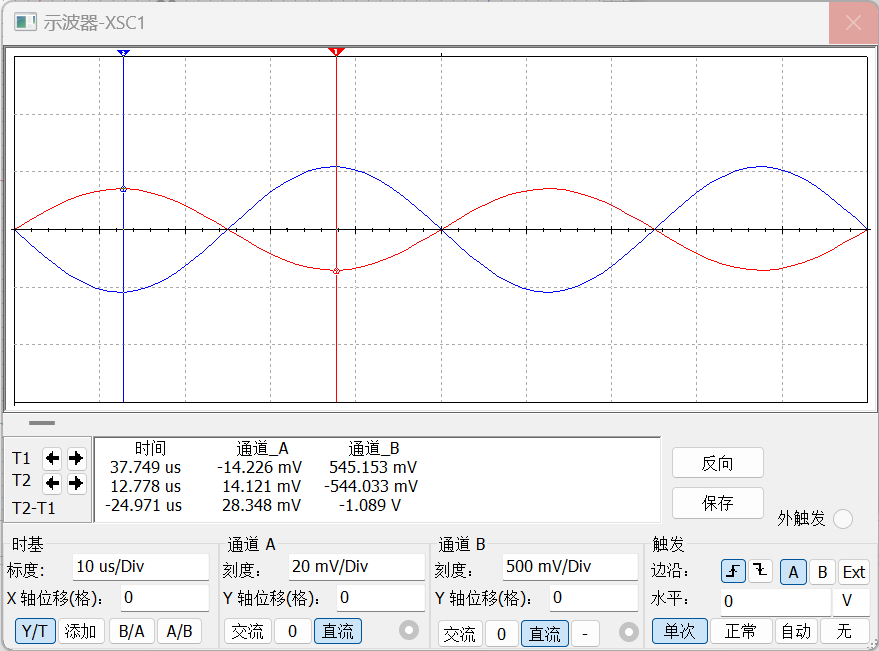 示波器-XSC1
2
1
时间 通道_A 通道_B
T1 37.749 us -14.226 mV 545.153 mV
T2 12.778 us 14.121 mV -544.033 mV
T2-T1 -24.971 us 28.348 mV -1.089 V
反向
保存
外触发
时基
标度: 10 us/Div
X 轴位移(格): 0
Y/T 添加 B/A A/B
通道 A
刻度: 20 mV/Div
Y 轴位移(格): 0
交流 0 直流
通道 B
刻度: 500 mV/Div
Y 轴位移(格): 0
交流 0 直流 -
触发
边沿: A B Ext
水平: 0 V
单次 正常 自动 无